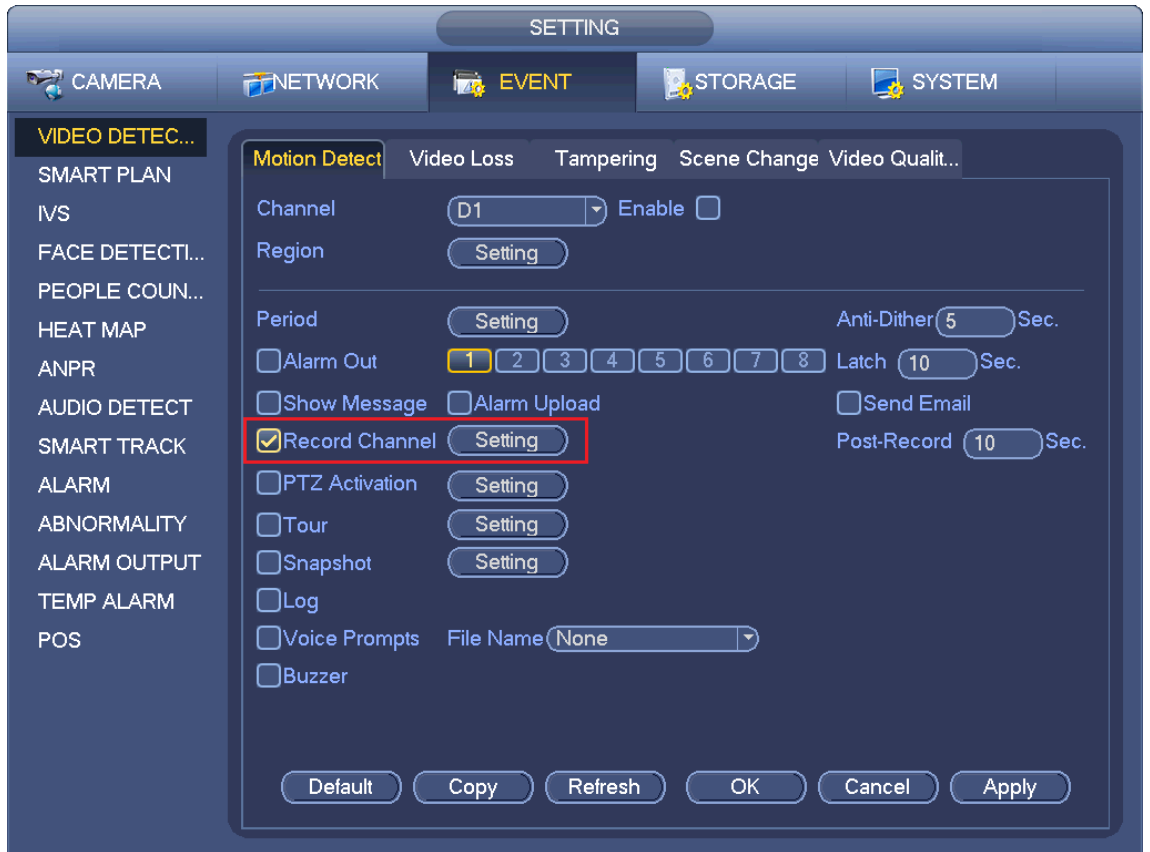 SETTING
CAMERA NETWORK EVENT STORAGE SYSTEM
VIDEO DETEC...
SMART PLAN
IVS
FACE DETECTI...
PEOPLE COUN...
HEAT MAP
ANPR
AUDIO DETECT
SMART TRACK
ALARM
ABNORMALITY
ALARM OUTPUT
TEMP ALARM
POS
Motion Detect Video Loss Tampering Scene Change Video Qualit...
Channel D1 Enable
Region Setting
Period Setting Anti-Dither 5 Sec.
Alarm Out 1 2 3 4 5 6 7 8 Latch 10 Sec.
Show Message Alarm Upload Send Email
Record Channel Setting Post-Record 10 Sec.
PTZ Activation Setting
Tour Setting
Snapshot Setting
Log
Voice Prompts File Name None
Buzzer
Default Copy Refresh OK Cancel Apply